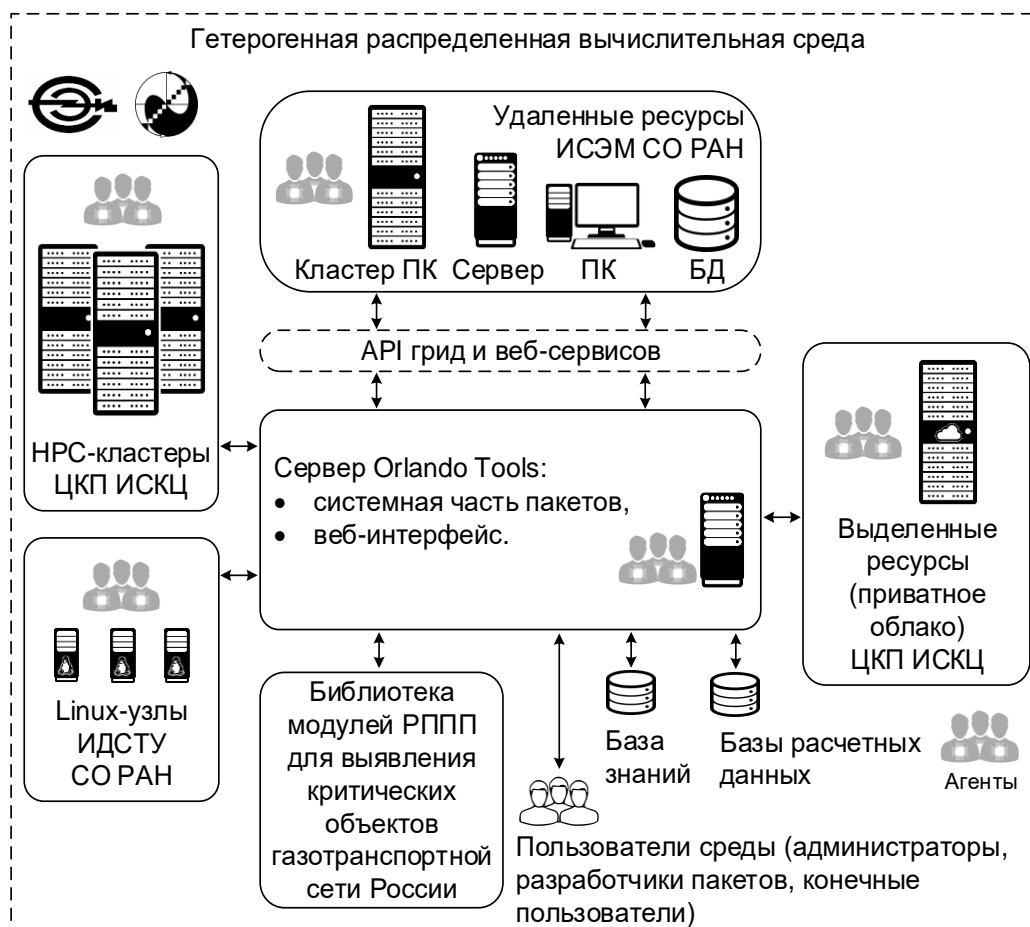 Гетерогенная распределенная вычислительная среда
Удаленные ресурсы
ИСЭМ СО РАН
Кластер ПК
Сервер
ПК
БД
API грид и веб-сервисов
HPC-кластеры
ЦКП ИСКЦ
Сервер Orlando Tools:
• системная часть пакетов,
• веб-интерфейс.
Выделенные
ресурсы
(приватное
облако)
ЦКП ИСКЦ
Linux-узлы
ИДСТУ
СО РАН
Библиотека
модулей РППП
для выявления
критических
объектов
газотранспортной
сети России
База
знаний
Базы расчетных
данных
Агенты
Пользователи среды (администраторы,
разработчики пакетов, конечные
пользователи)